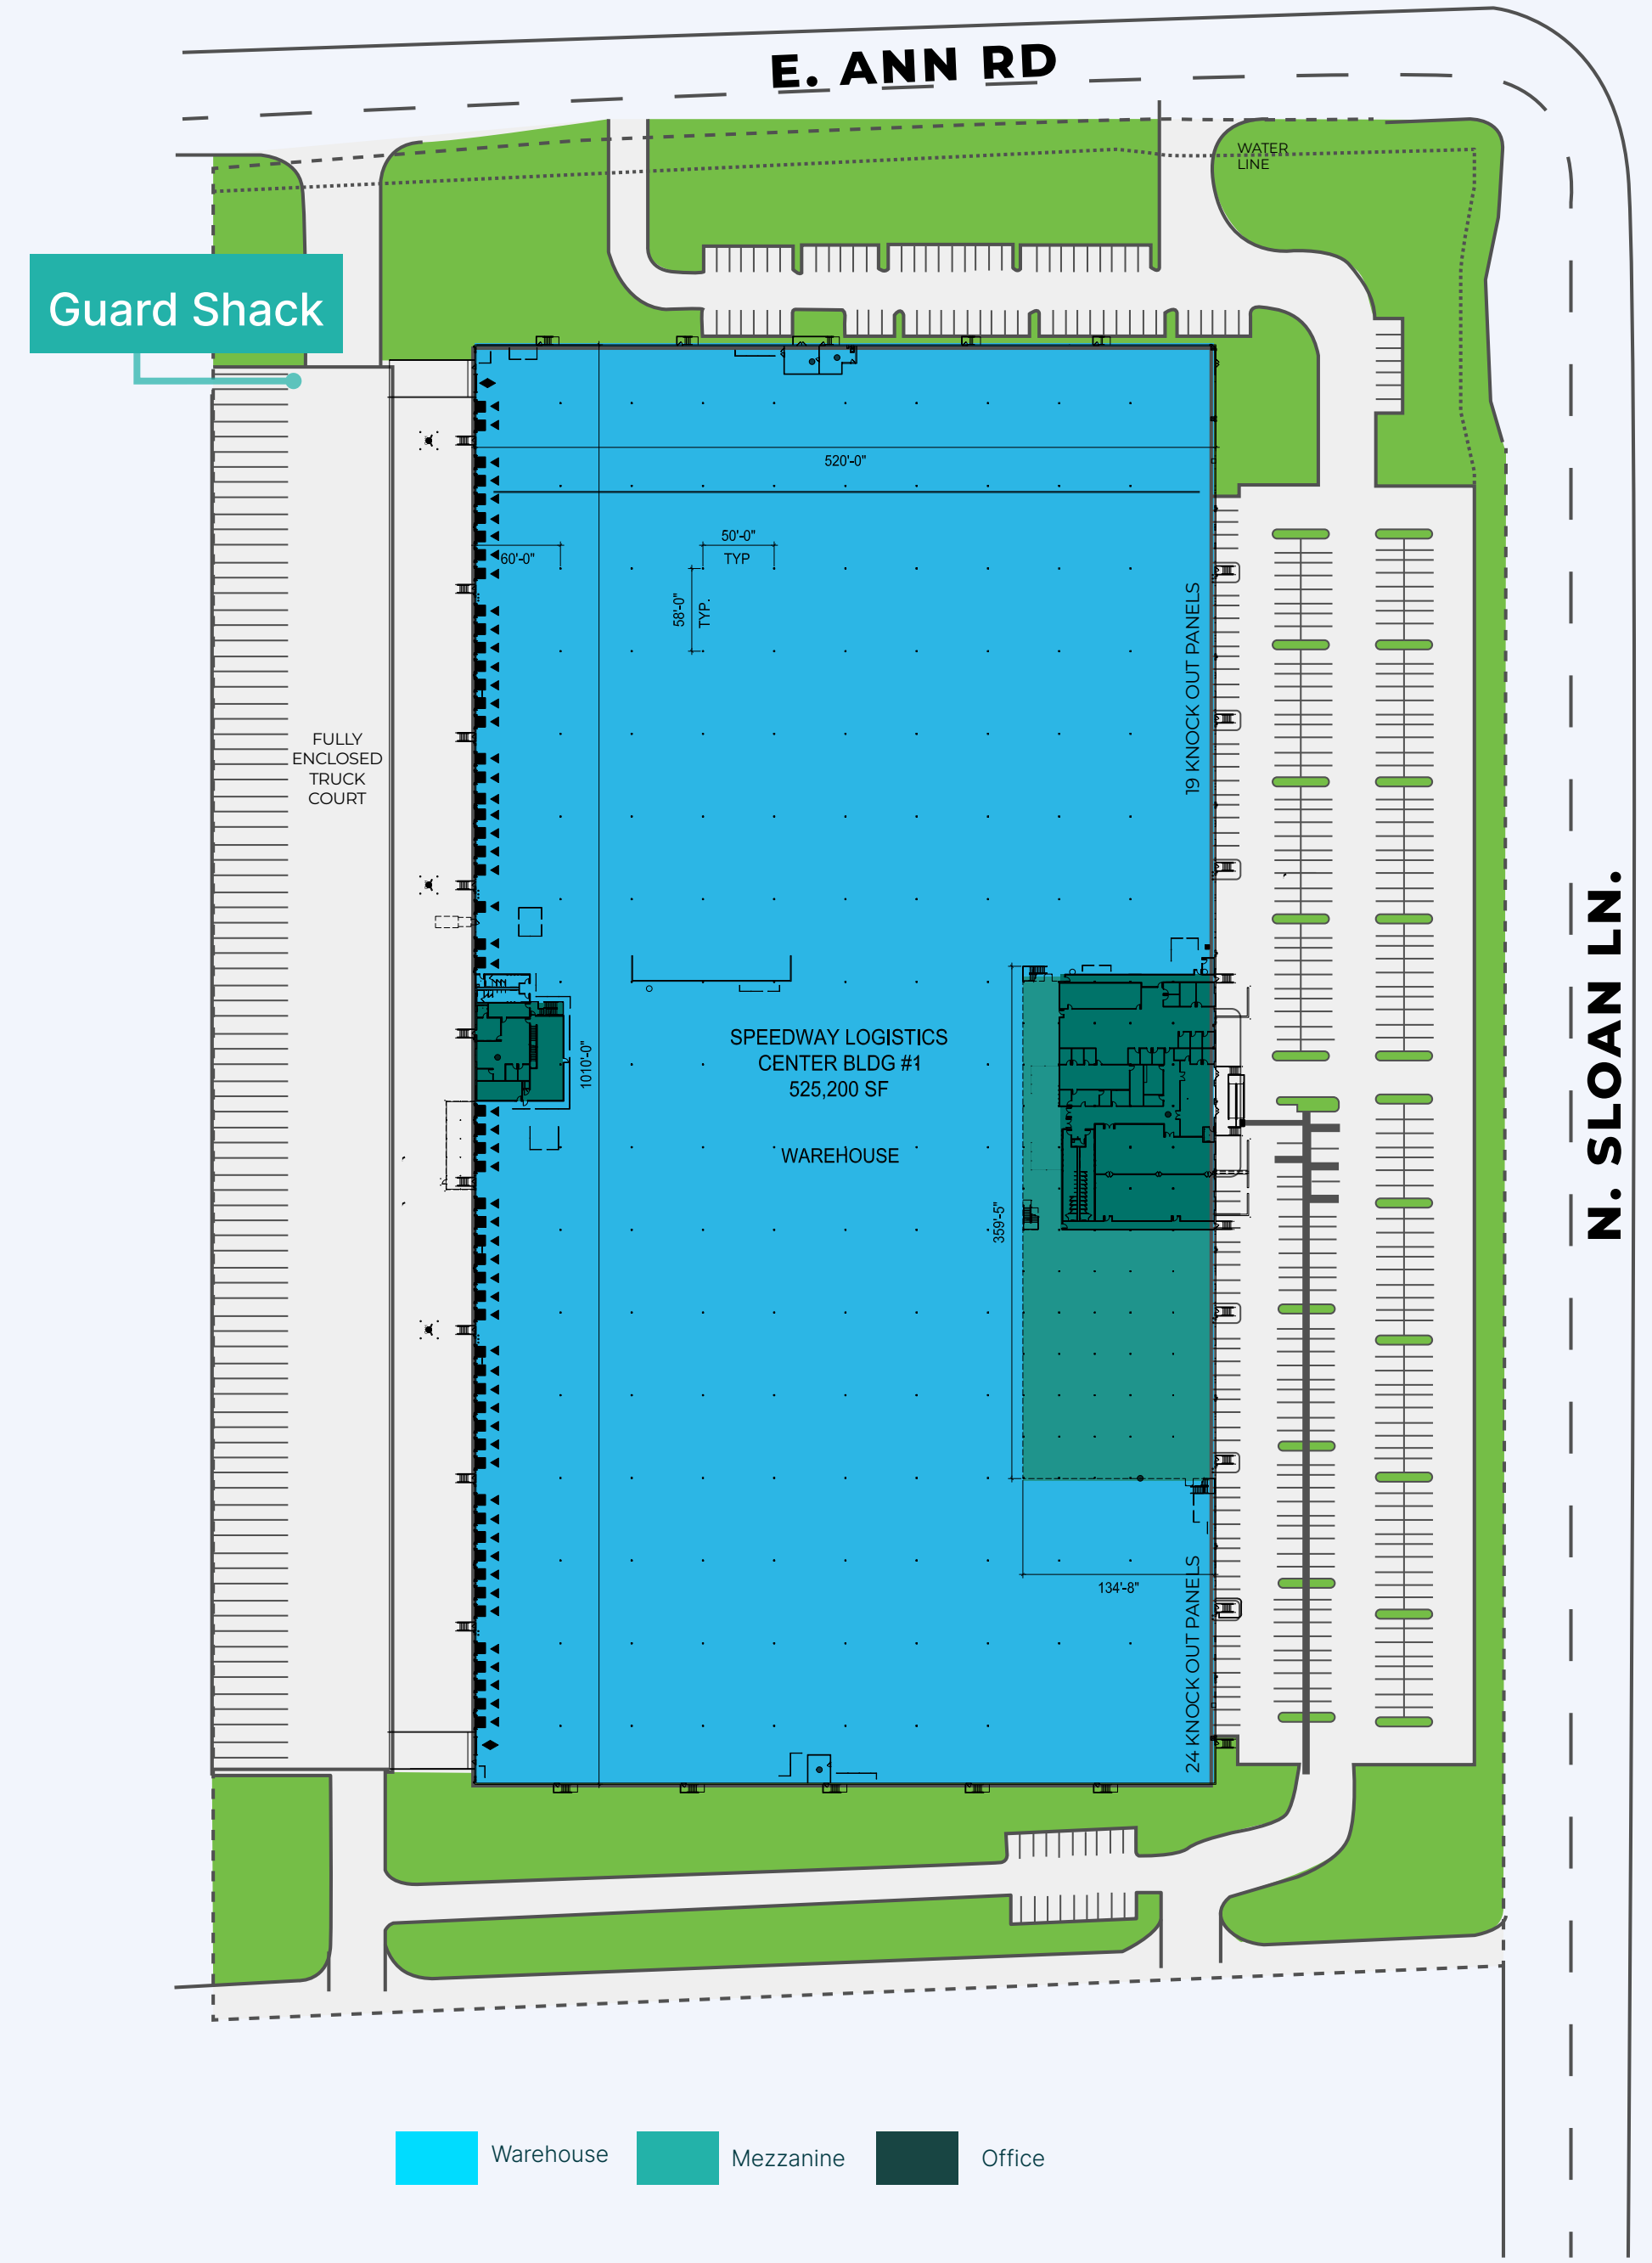 E. ANN RD
WATER
LINE
Guard Shack
520'-0"
50'-0"
TYP
60'-0"
58'-0"
TYP.
19 KNOCK OUT PANELS
FULLY
ENCLOSED
TRUCK
COURT
N. SLOAN LN.
SPEEDWAY LOGISTICS
CENTER BLDG #1
525,200 SF
1010'-0"
WAREHOUSE
359'-5"
134'-8"
24 KNOCK OUT PANELS
Warehouse
Mezzanine
Office